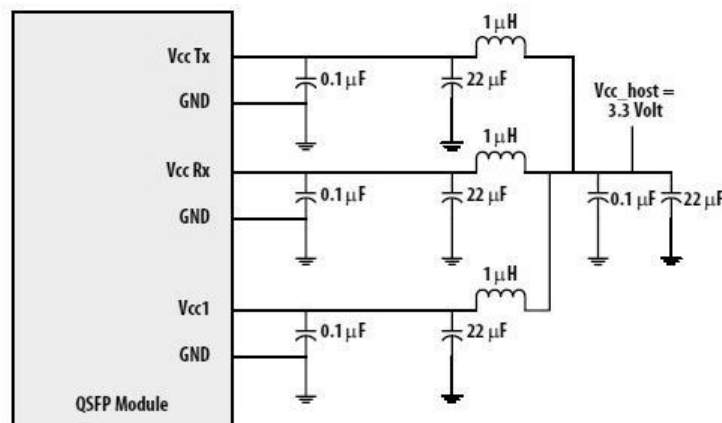 1 μH
Vcc Tx
0.1 μF
22 μF
GND
Vcc_host =
3.3 Volt
1 μH
Vcc Rx
0.1 μF
22 μF
0.1 μF
22 μF
GND
1 μH
Vcc1
0.1 μF
22 μF
GND
QSFP Module